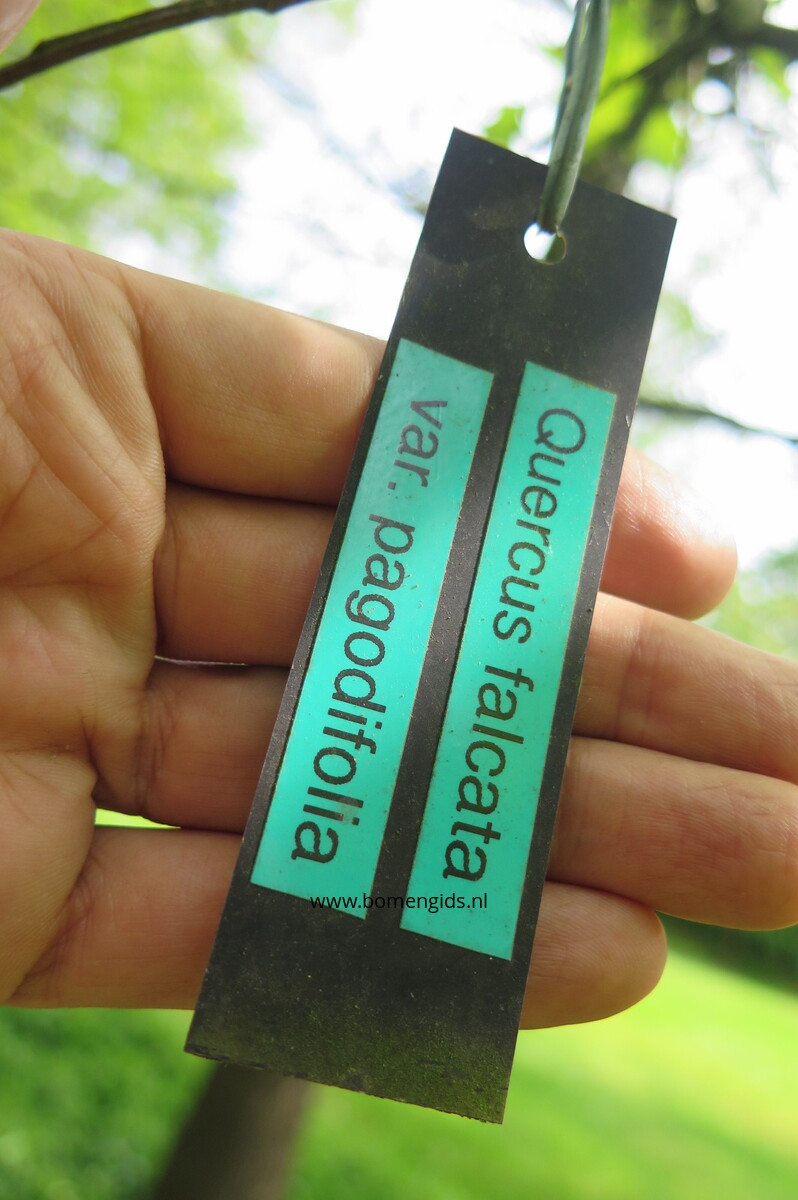 Quercus falcata
var. pagodifolia
www.bomengids.nl